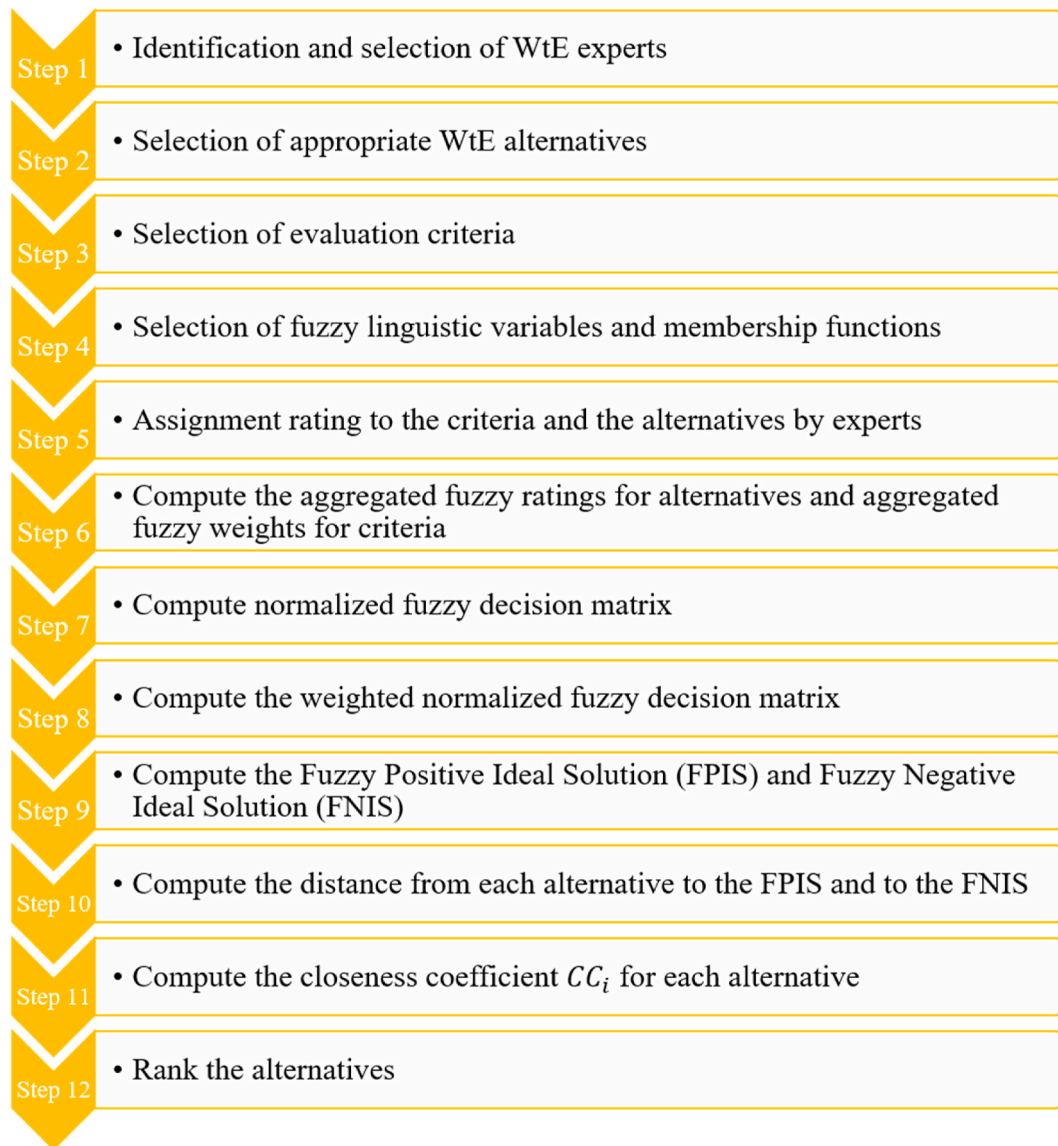 Step 1
• Identification and selection of WtE experts
Step 2
• Selection of appropriate WtE alternatives
Step 3
• Selection of evaluation criteria
Step 4
• Selection of fuzzy linguistic variables and membership functions
Step 5
• Assignment rating to the criteria and the alternatives by experts
Step 6
• Compute the aggregated fuzzy ratings for alternatives and aggregated
fuzzy weights for criteria
Step 7
• Compute normalized fuzzy decision matrix
Step 8
• Compute the weighted normalized fuzzy decision matrix
Step 9
• Compute the Fuzzy Positive Ideal Solution (FPIS) and Fuzzy Negative
Ideal Solution (FNIS)
Step 10
• Compute the distance from each alternative to the FPIS and to the FNIS
Step 11
• Compute the closeness coefficient 𝐶𝐶ᵢ for each alternative
Step 12
• Rank the alternatives